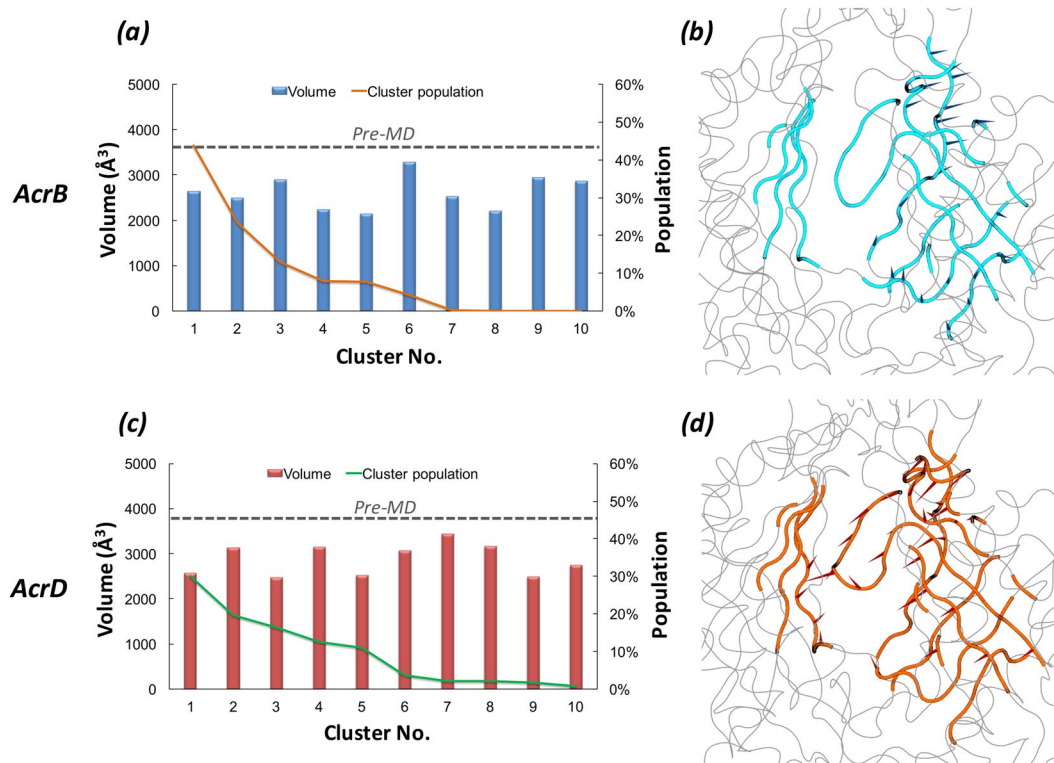 (a)
(b)
AcrB
Volume
Cluster population
Pre-MD
Volume (Å³)
5000
4000
3000
2000
1000
0
60%
50%
40%
30%
20%
10%
0%
Population
1 2 3 4 5 6 7 8 9 10
Cluster No.
(c)
(d)
AcrD
Volume
Cluster population
Pre-MD
Volume (Å³)
5000
4000
3000
2000
1000
0
60%
50%
40%
30%
20%
10%
0%
Population
1 2 3 4 5 6 7 8 9 10
Cluster No.